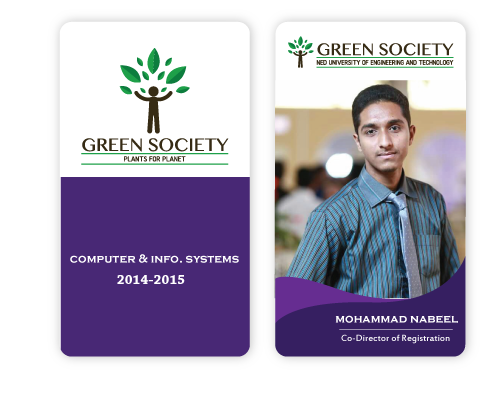 GREEN SOCIETY
PLANTS FOR PLANET
COMPUTER & INFO. SYSTEMS
2014-2015
GREEN SOCIETY
NED UNIVERSITY OF ENGINEERING AND TECHNOLOGY
MOHAMMAD NABEEL
Co-Director of Registration